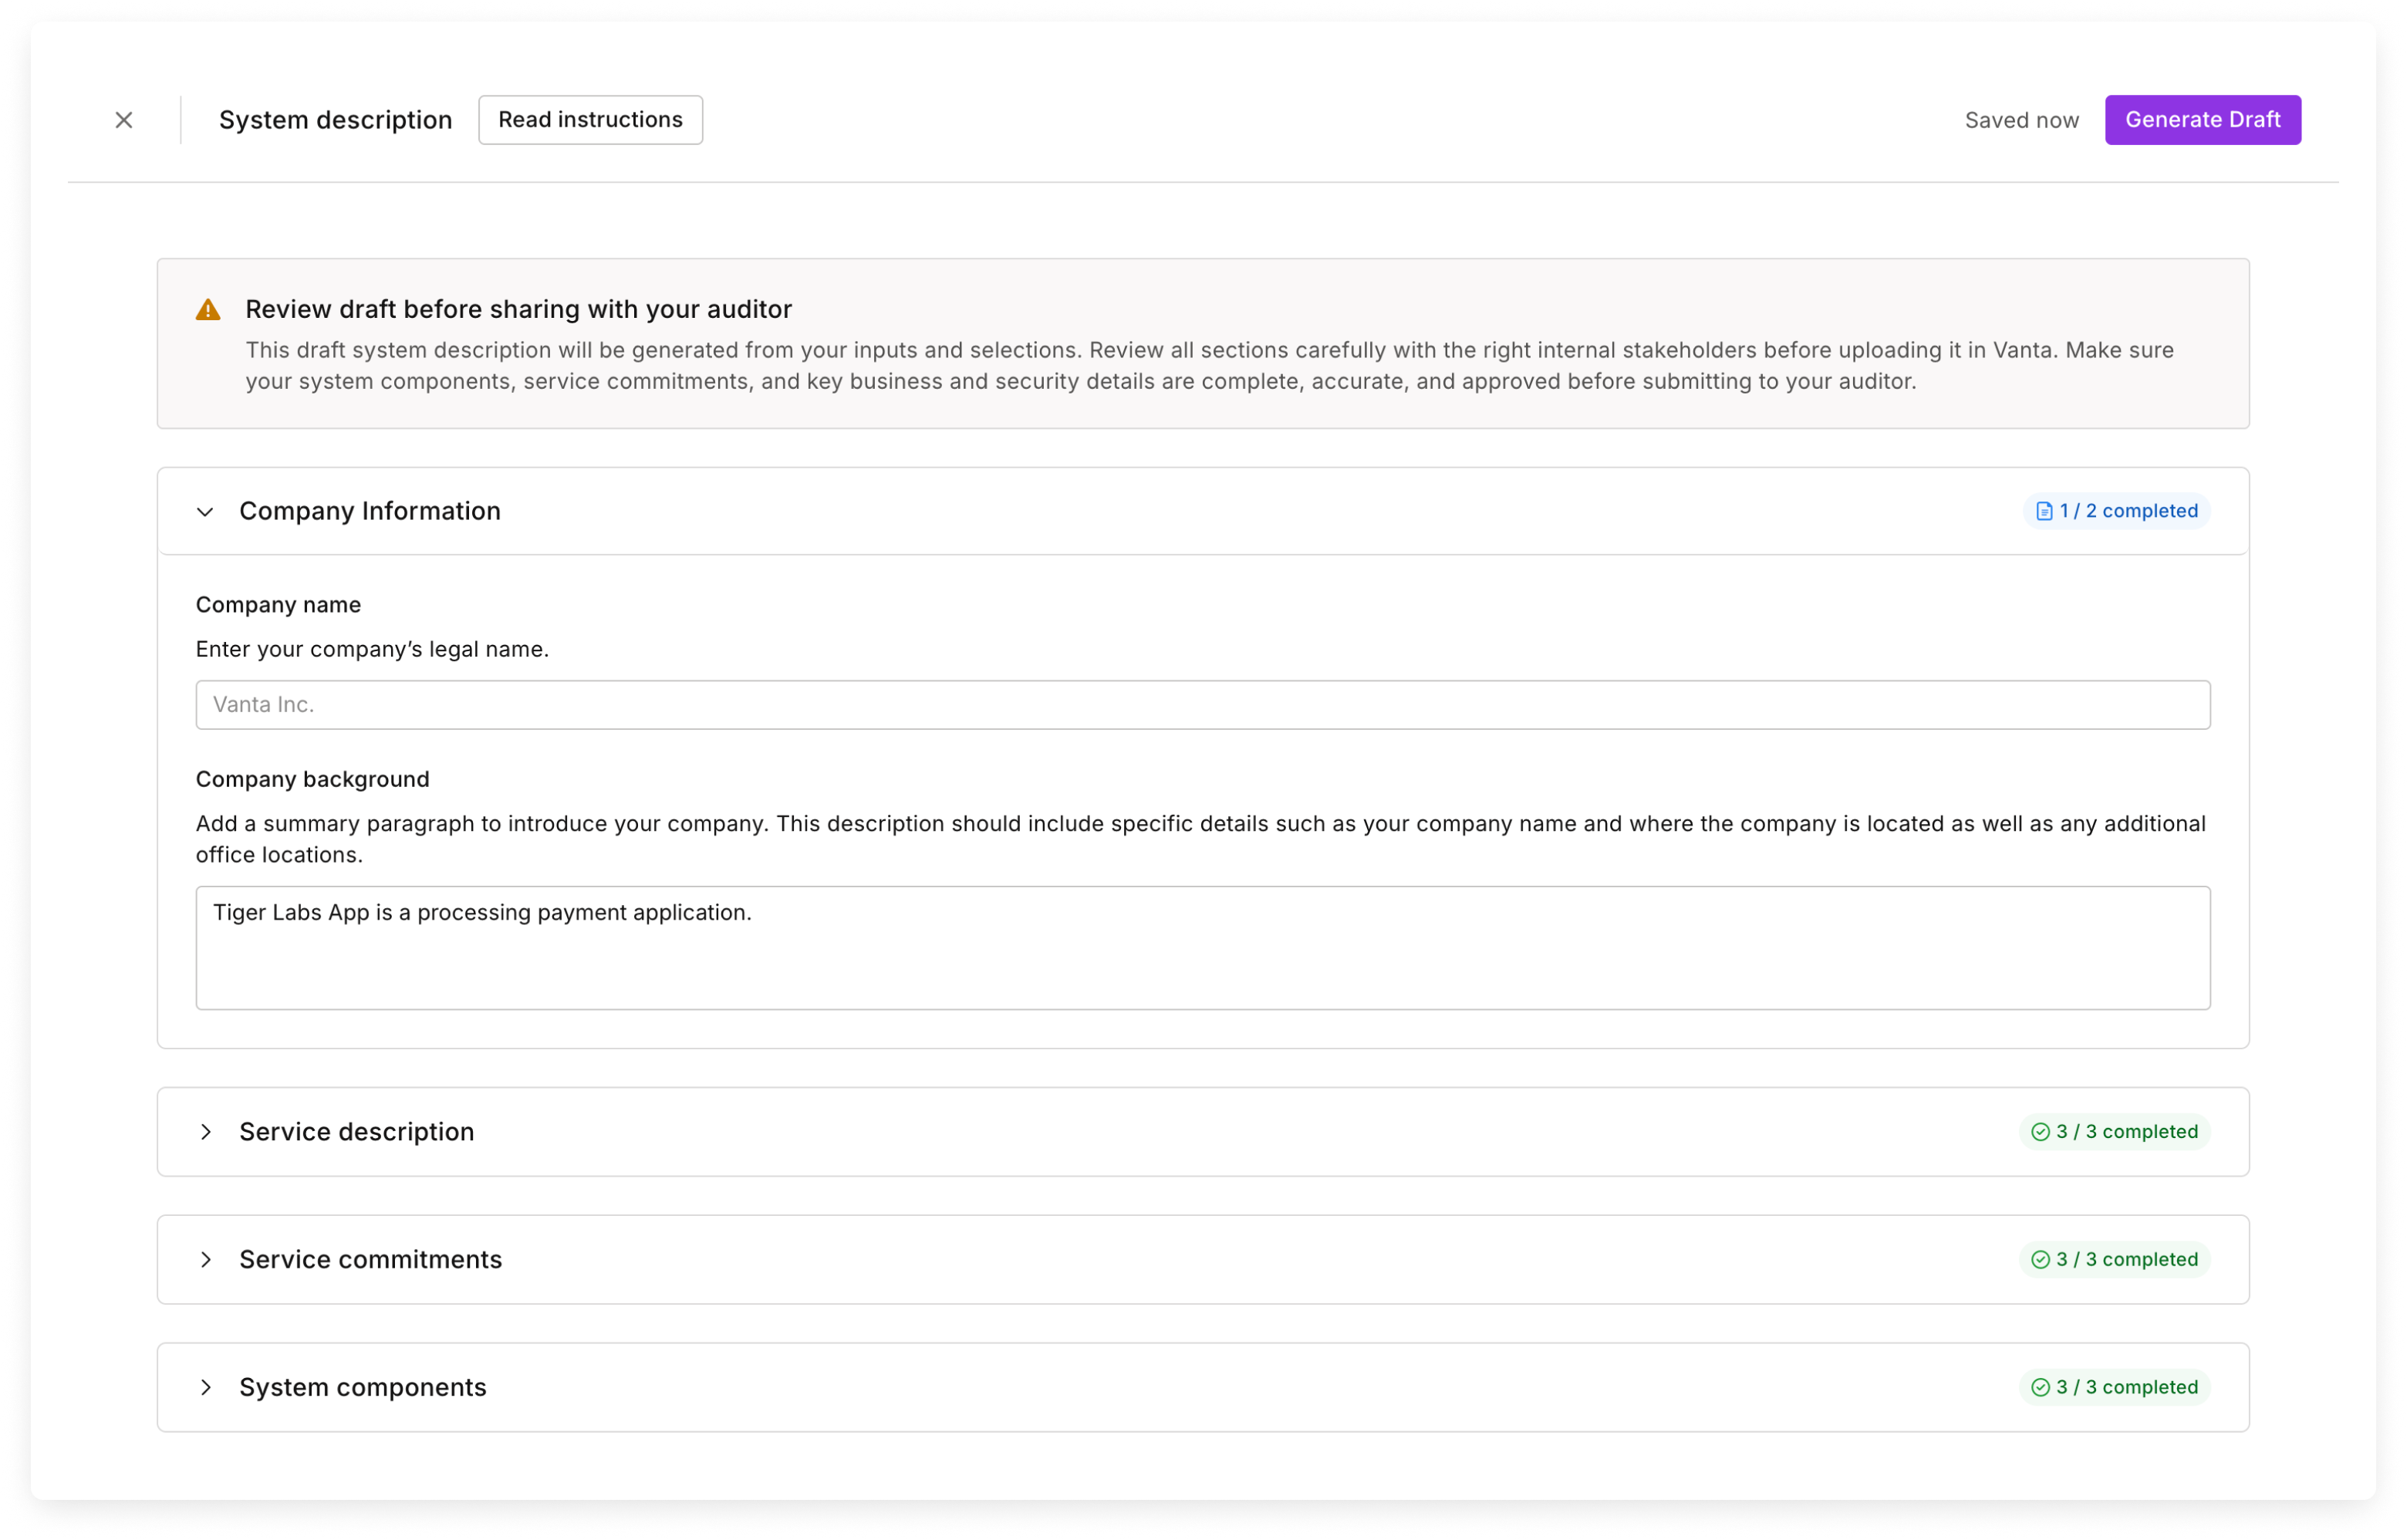 System description
Read instructions
Saved now
Generate Draft
Review draft before sharing with your auditor
This draft system description will be generated from your inputs and selections. Review all sections carefully with the right internal stakeholders before uploading it in Vanta. Make sure
your system components, service commitments, and key business and security details are complete, accurate, and approved before submitting to your auditor.
Company Information
1 / 2 completed
Company name
Enter your company’s legal name.
Vanta Inc.
Company background
Add a summary paragraph to introduce your company. This description should include specific details such as your company name and where the company is located as well as any additional
office locations.
Tiger Labs App is a processing payment application.
Service description
3 / 3 completed
Service commitments
3 / 3 completed
System components
3 / 3 completed